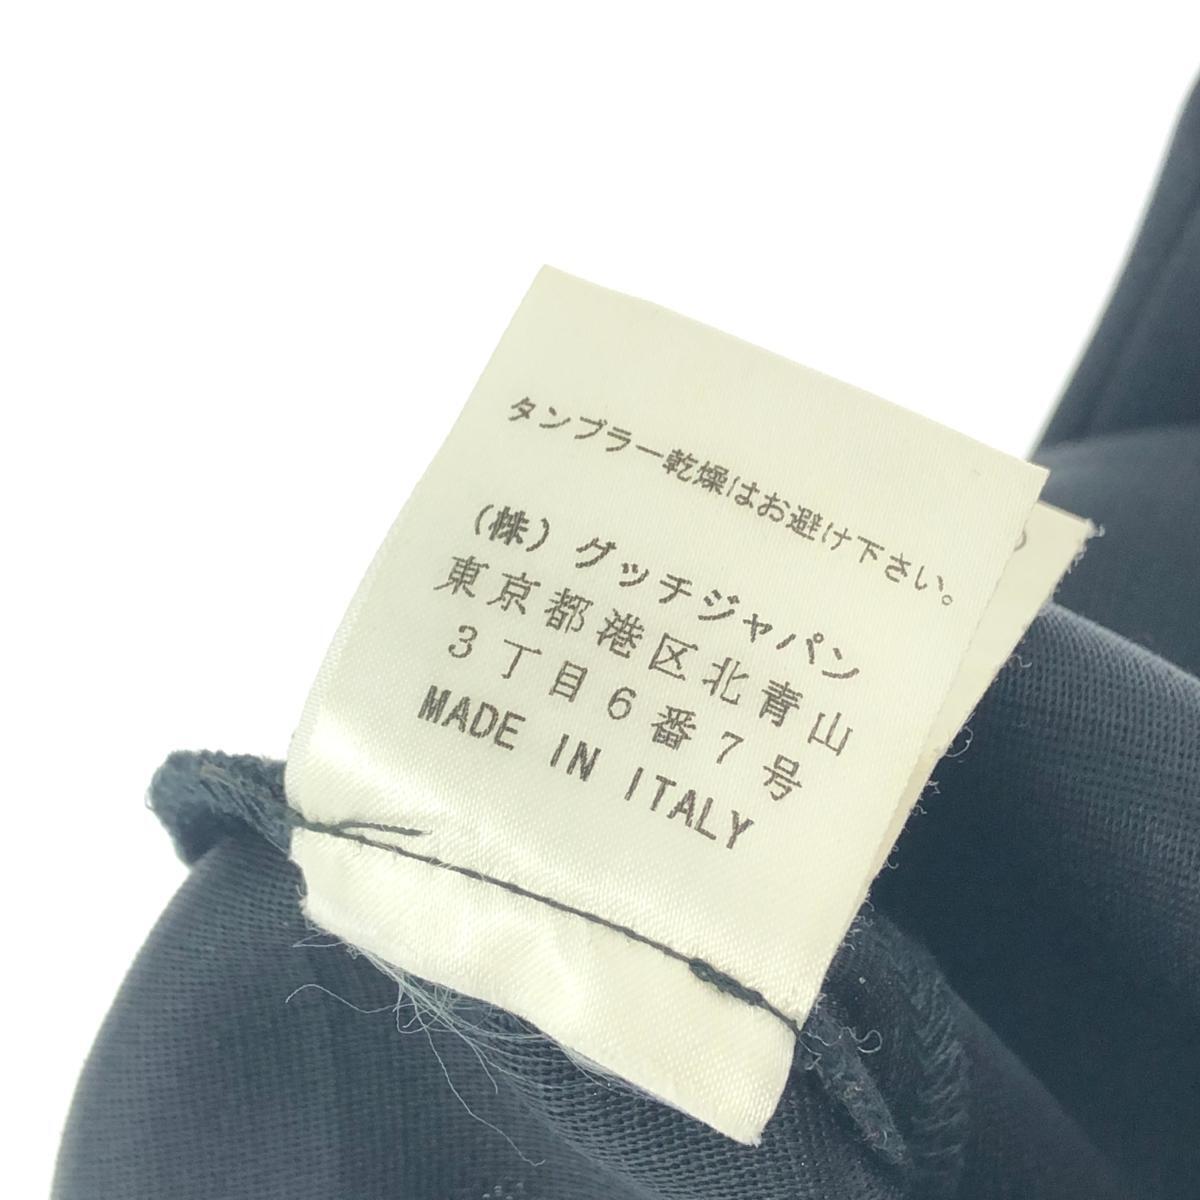 タンブラー乾燥はお避け下さい。
(株)グッチジャパン
東京都港区北青山
3丁目6番7号
MADE IN ITALY